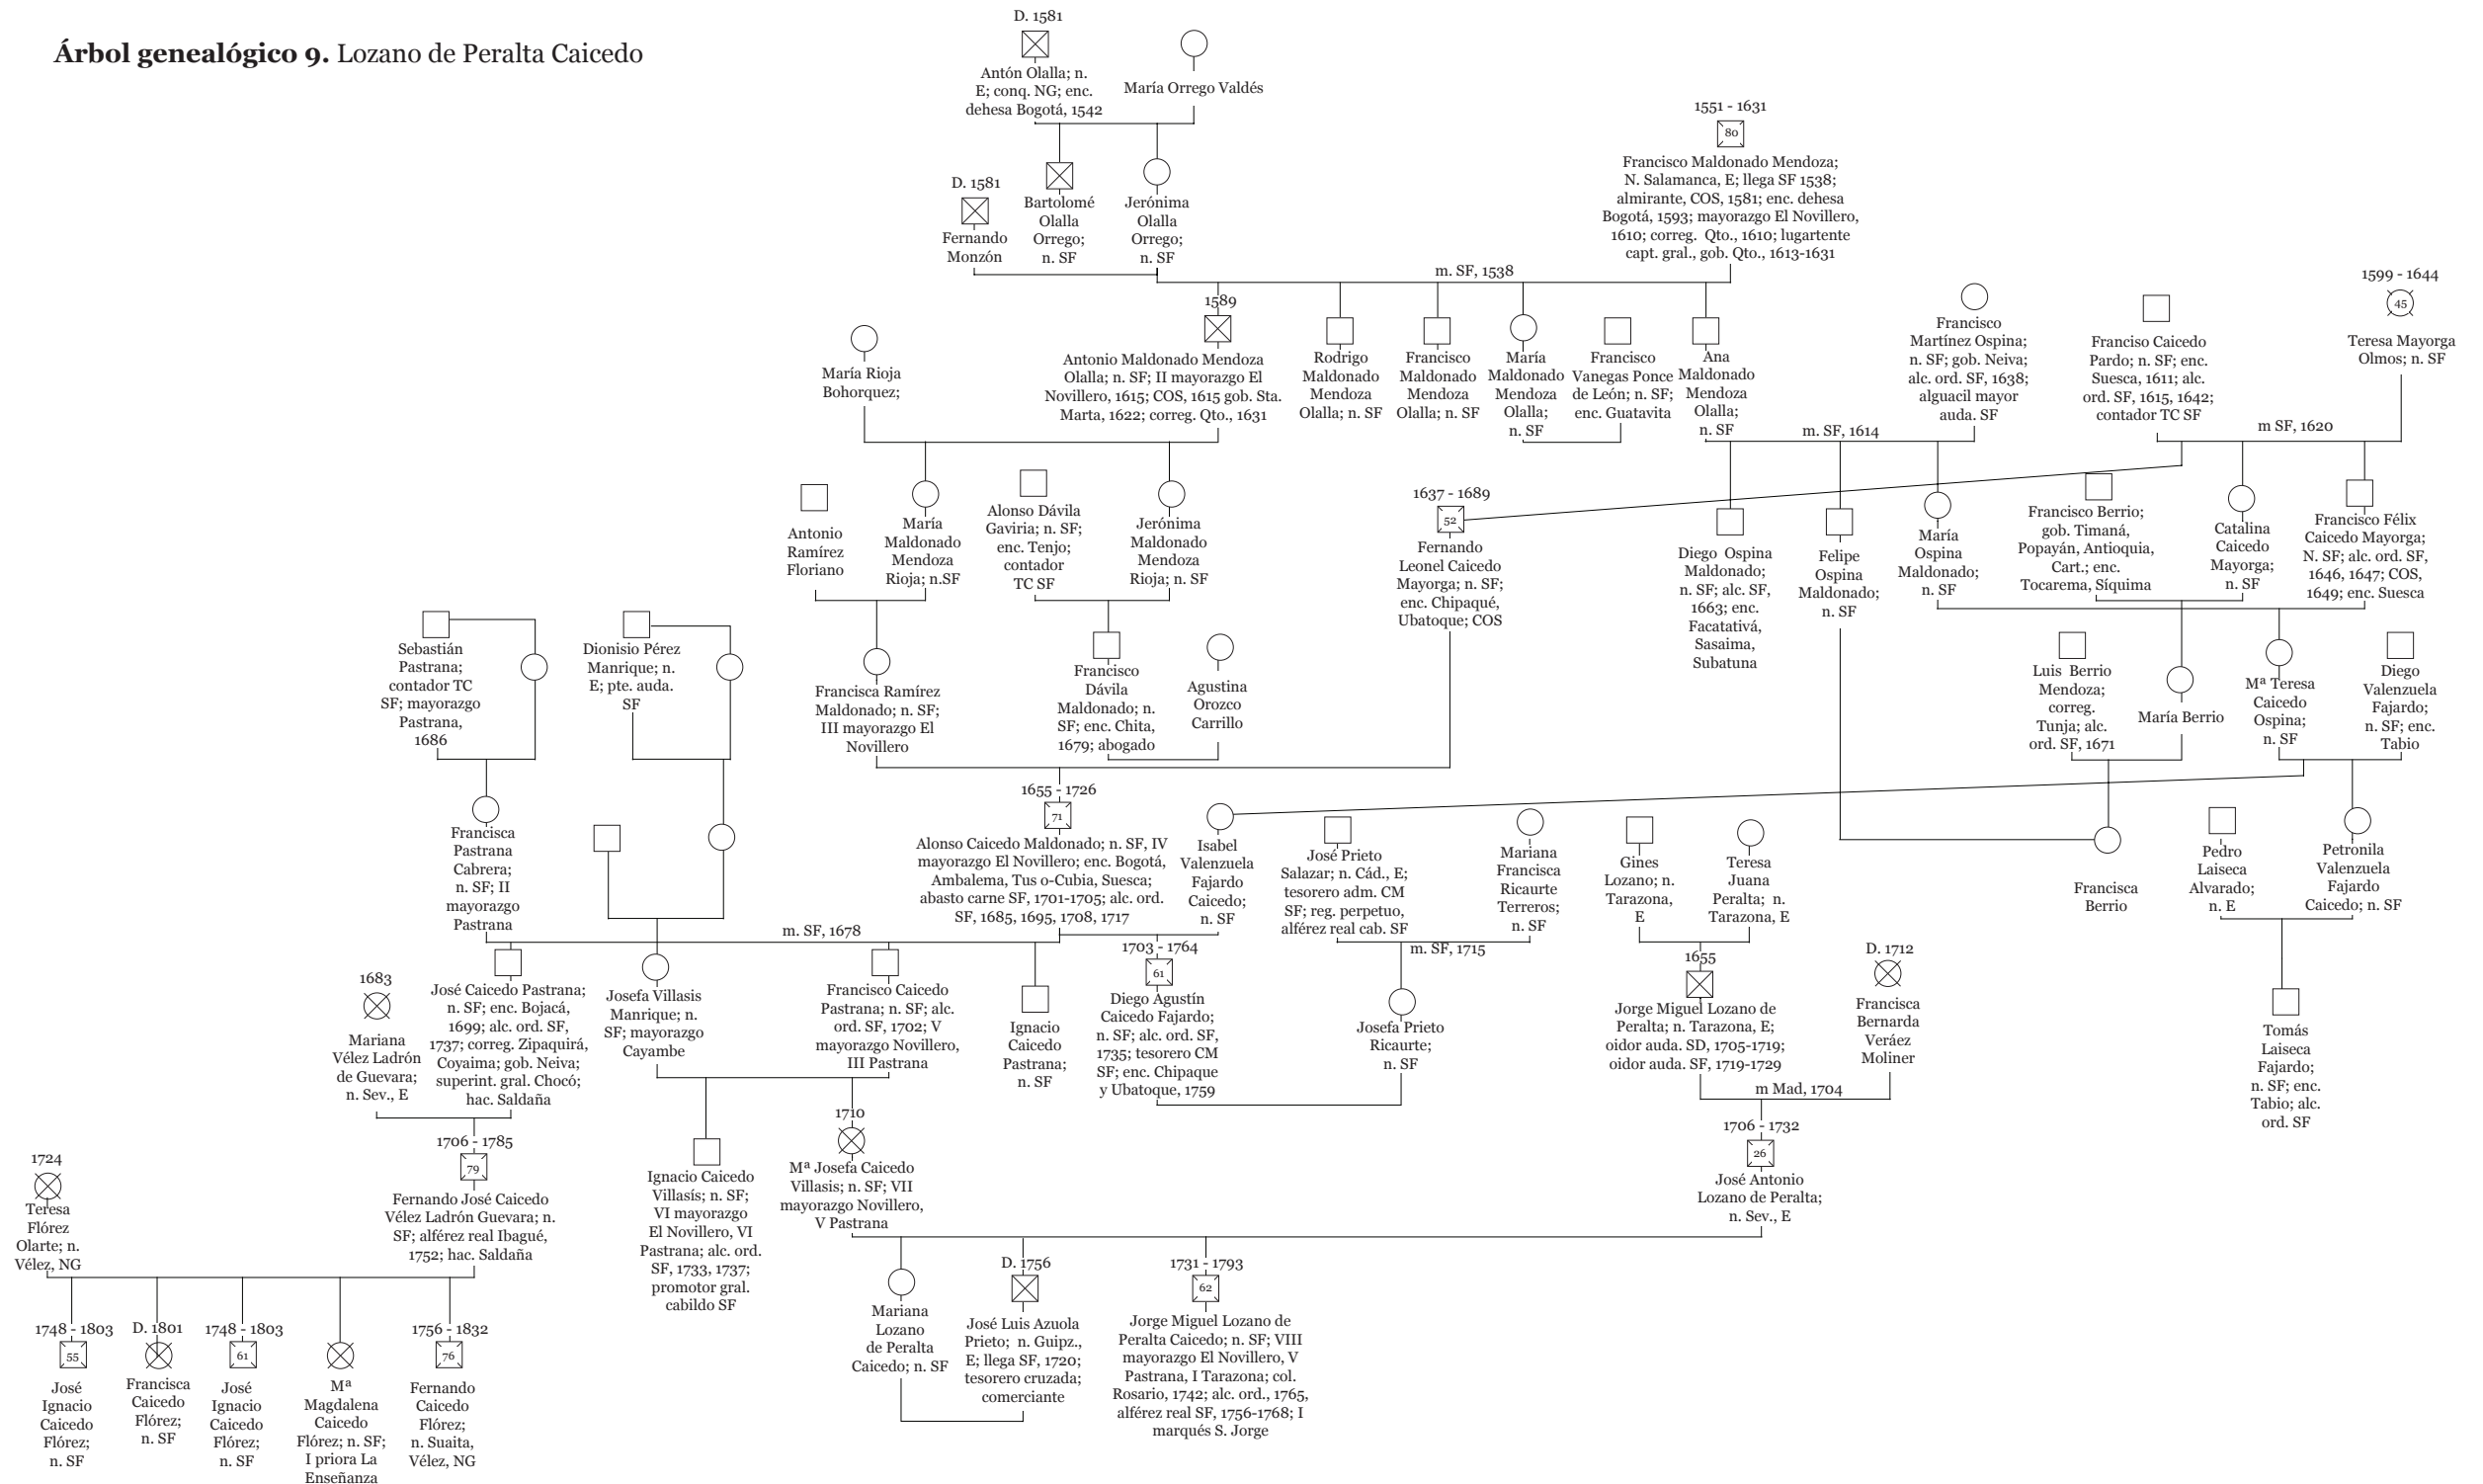 Árbol genealógico 9. Lozano de Peralta Caicedo
D. 1581
Antón Olalla; n.
E; conq. NG; enc.
dehesa Bogotá, 1542
María Orrego Valdés
1551 - 1631
80
Francisco Maldonado Mendoza;
N. Salamanca, E; llega SF 1538;
almirante, COS, 1581; enc. dehesa
Bogotá, 1593; mayorazgo El Novillero,
1610; correg. Qto., 1610; lugartente
capt. gral., gob. Qto., 1613-1631
D. 1581
Fernando
Monzón
Bartolomé
Olalla
Orrego;
n. SF
Jerónima
Olalla
Orrego;
n. SF
m. SF, 1538
María Rioja
Bohorquez;
1589
Antonio Maldonado Mendoza
Olalla; n. SF; II mayorazgo El
Novillero, 1615; COS, 1615 gob. Sta.
Marta, 1622; correg. Qto., 1631
Rodrigo
Maldonado
Mendoza
Olalla; n. SF
Francisco
Maldonado
Mendoza
Olalla; n. SF
María
Maldonado
Mendoza
Olalla;
n. SF
Francisco
Vanegas Ponce
de León; n. SF;
enc. Guatavita
Ana
Maldonado
Mendoza
Olalla;
n. SF
m. SF, 1614
Francisco
Martínez Ospina;
n. SF; gob. Neiva;
alc. ord. SF, 1638;
alguacil mayor
auda. SF
Franciso Caicedo
Pardo; n. SF; enc.
Suesca, 1611; alc.
ord. SF, 1615, 1642;
contador TC SF
m SF, 1620
1599 - 1644
45
Teresa Mayorga
Olmos; n. SF
Antonio
Ramírez
Floriano
María
Maldonado
Mendoza
Rioja; n.SF
Alonso Dávila
Gaviria; n. SF;
enc. Tenjo;
contador
TC SF
Jerónima
Maldonado
Mendoza
Rioja; n. SF
1637 - 1689
52
Fernando
Leonel Caicedo
Mayorga; n. SF;
enc. Chipaqué,
Ubatoque; COS
Diego Ospina
Maldonado;
n. SF; alc. SF,
1663; enc.
Facatativá,
Sasaima,
Subatuna
Felipe
Ospina
Maldonado;
n. SF
María
Ospina
Maldonado;
n. SF
Francisco Berrio;
gob. Timaná,
Popayán, Antioquia,
Cart.; enc.
Tocarema, Síquima
Catalina
Caicedo
Mayorga;
n. SF
Francisco Félix
Caicedo Mayorga;
N. SF; alc. ord. SF,
1646, 1647; COS,
1649; enc. Suesca
Sebastián
Pastrana;
contador TC
SF; mayorazgo
Pastrana,
1686
Dionisio Pérez
Manrique; n.
E; pte. auda.
SF
Francisca Ramírez
Maldonado; n. SF;
III mayorazgo El
Novillero
Francisco
Dávila
Maldonado; n.
SF; enc. Chita,
1679; abogado
Agustina
Orozco
Carrillo
Luis Berrio
Mendoza;
correg.
Tunja; alc.
ord. SF, 1671
María Berrio
Mª Teresa
Caicedo
Ospina;
n. SF
Diego
Valenzuela
Fajardo;
n. SF; enc.
Tabio
Francisca
Pastrana
Cabrera;
n. SF; II
mayorazgo
Pastrana
1655 - 1726
71
Alonso Caicedo Maldonado; n. SF, IV
mayorazgo El Novillero; enc. Bogotá,
Ambalema, Tus o-Cubia, Suesca;
abasto carne SF, 1701-1705; alc. ord.
SF, 1685, 1695, 1708, 1717
m. SF, 1678
Isabel
Valenzuela
Fajardo
Caicedo;
n. SF
José Prieto
Salazar; n. Cád., E;
tesorero adm. CM
SF; reg. perpetuo,
alférez real cab. SF
m. SF, 1715
Mariana
Francisca
Ricaurte
Terreros;
n. SF
Gines
Lozano; n.
Tarazona,
E
Teresa
Juana
Peralta; n.
Tarazona, E
Francisca
Berrio
Pedro
Laiseca
Alvarado;
n. E
Petronila
Valenzuela
Fajardo
Caicedo; n. SF
1683
Mariana
Vélez Ladrón
de Guevara;
n. Sev., E
José Caicedo Pastrana;
n. SF; enc. Bojacá,
1699; alc. ord. SF,
1737; correg. Zipaquirá,
Coyaima; gob. Neiva;
superint. gral. Chocó;
hac. Saldaña
Josefa Villasis
Manrique; n.
SF; mayorazgo
Cayambe
Francisco Caicedo
Pastrana; n. SF; alc.
ord. SF, 1702; V
mayorazgo Novillero,
III Pastrana
Ignacio
Caicedo
Pastrana;
n. SF
1703 - 1764
61
Diego Agustín
Caicedo Fajardo;
n. SF; alc. ord. SF,
1735; tesorero CM
SF; enc. Chipaque
y Ubatoque, 1759
Josefa Prieto
Ricaurte;
n. SF
1655
Jorge Miguel Lozano de
Peralta; n. Tarazona, E;
oidor auda. SD, 1705-1719;
oidor auda. SF, 1719-1729
m Mad, 1704
D. 1712
Francisca
Bernarda
Veráez
Moliner
Tomás
Laiseca
Fajardo;
n. SF; enc.
Tabio; alc.
ord. SF
1724
Teresa
Flórez
Olarte; n.
Vélez, NG
1706 - 1785
79
Fernando José Caicedo
Vélez Ladrón Guevara; n.
SF; alférez real Ibagué,
1752; hac. Saldaña
Ignacio Caicedo
Villasís; n. SF;
VI mayorazgo
El Novillero, VI
Pastrana; alc. ord.
SF, 1733, 1737;
promotor gral.
cabildo SF
1710
Mª Josefa Caicedo
Villasis; n. SF; VII
mayorazgo Novillero,
V Pastrana
1706 - 1732
26
José Antonio
Lozano de Peralta;
n. Sev., E
1748 - 1803
55
José
Ignacio
Caicedo
Flórez;
n. SF
D. 1801
Francisca
Caicedo
Flórez;
n. SF
1748 - 1803
61
José
Ignacio
Caicedo
Flórez;
n. SF
Mª
Magdalena
Caicedo
Flórez; n. SF;
I priora La
Enseñanza
1756 - 1832
76
Fernando
Caicedo
Flórez;
n. Suaita,
Vélez, NG
Mariana
Lozano
de Peralta
Caicedo; n. SF
D. 1756
José Luis Azuola
Prieto; n. Guipz.,
E; llega SF, 1720;
tesorero cruzada;
comerciante
1731 - 1793
62
Jorge Miguel Lozano de
Peralta Caicedo; n. SF; VIII
mayorazgo El Novillero, V
Pastrana, I Tarazona; col.
Rosario, 1742; alc. ord., 1765,
alférez real SF, 1756-1768; I
marqués S. Jorge